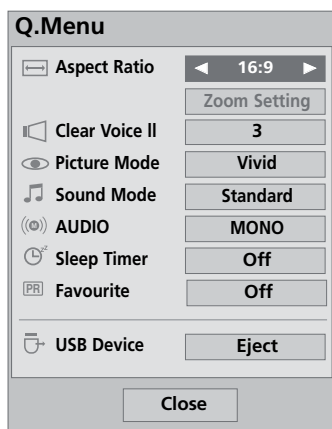 Q.Menu
Aspect Ratio ◄ 16:9 ►
Zoom Setting
Clear Voice ll 3
Picture Mode Vivid
Sound Mode Standard
((M)) AUDIO MONO
Sleep Timer Off
PR Favourite Off
USB Device Eject
Close